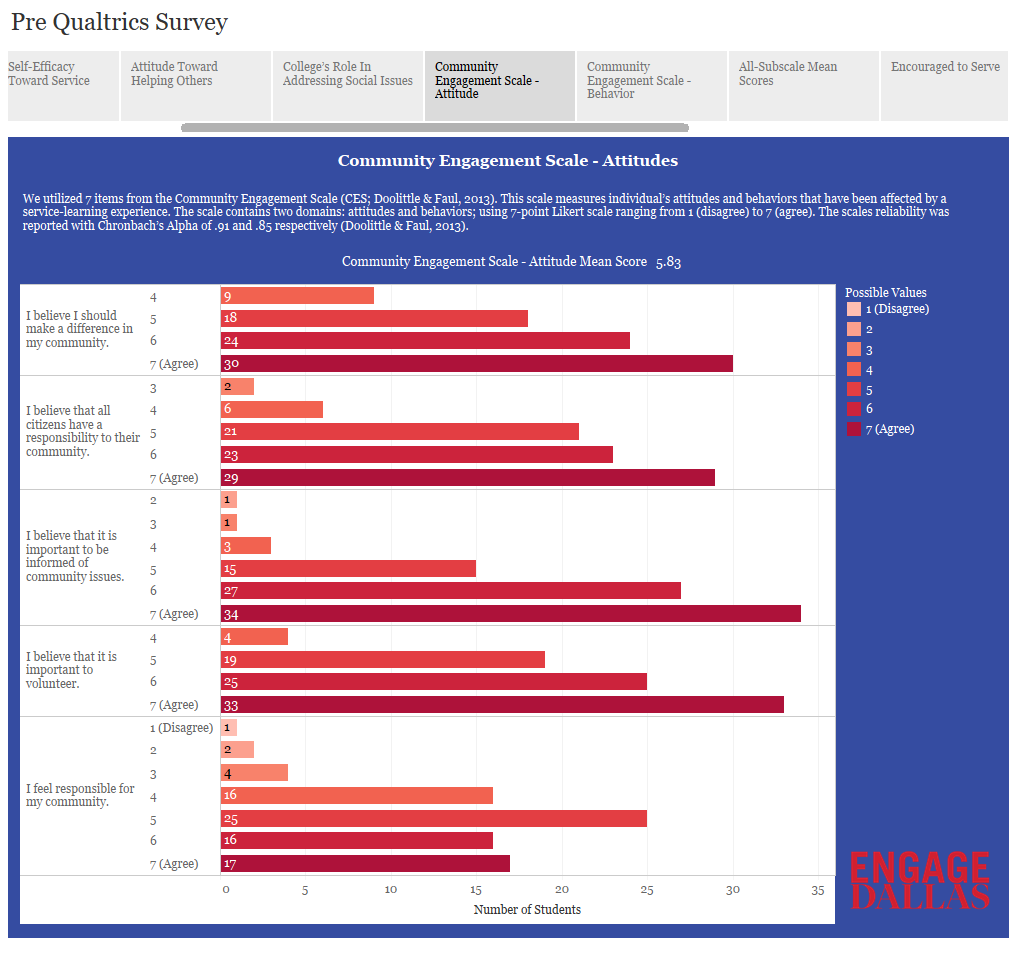 Pre Qualtrics Survey
Self-Efficacy
Toward Service
Attitude Toward
Helping Others
College's Role In
Addressing Social Issues
Community
Engagement Scale -
Attitude
Community
Engagement Scale -
Behavior
All-Subscale Mean
Scores
Encouraged to Serve
Community Engagement Scale - Attitudes
We utilized 7 items from the Community Engagement Scale (CES; Doolittle & Faul, 2013). This scale measures individual's attitudes and behaviors that have been affected by a
service-learning experience. The scale contains two domains: attitudes and behaviors; using 7-point Likert scale ranging from 1 (disagree) to 7 (agree). The scales reliability was
reported with Chronbach's Alpha of .91 and .85 respectively (Doolittle & Faul, 2013).
Community Engagement Scale - Attitude Mean Score 5.83
I believe I should
make a difference in
my community.
4 9
5 18
6 24
7 (Agree) 30
I believe that all
citizens have a
responsibility to their
community.
3 2
4 6
5 21
6 23
7 (Agree) 29
I believe that it is
important to be
informed of
community issues.
2 1
3 1
4 3
5 15
6 27
7 (Agree) 34
I believe that it is
important to
volunteer.
4 4
5 19
6 25
7 (Agree) 33
I feel responsible for
my community.
1 (Disagree) 1
2 2
3 4
4 16
5 25
6 16
7 (Agree) 17
0 5 10 15 20 25 30 35
Number of Students
Possible Values
1 (Disagree)
2
3
4
5
6
7 (Agree)
ENGAGE
DALLAS